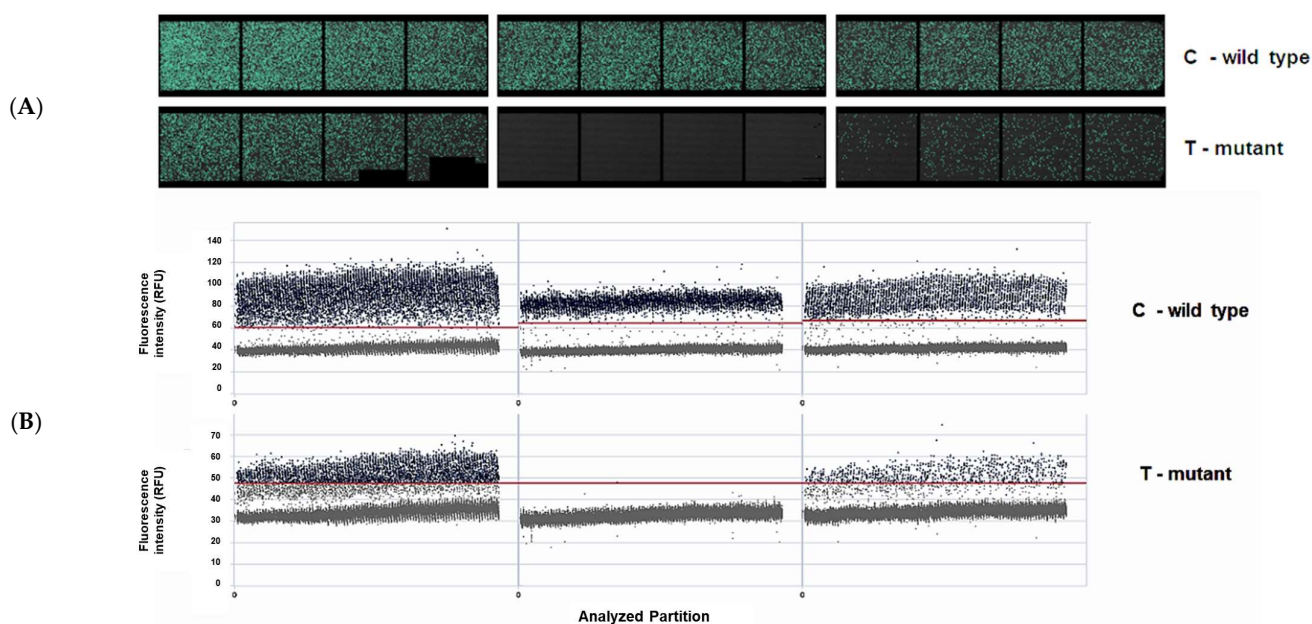 (A)
C - wild type
T - mutant
(B)
Fluorescence
intensity (RFU)
140
120
100
80
60
40
20
0
0
0
0
C - wild type
Fluorescence
intensity (RFU)
70
60
50
40
30
20
10
0
0
0
0
T - mutant
Analyzed Partition